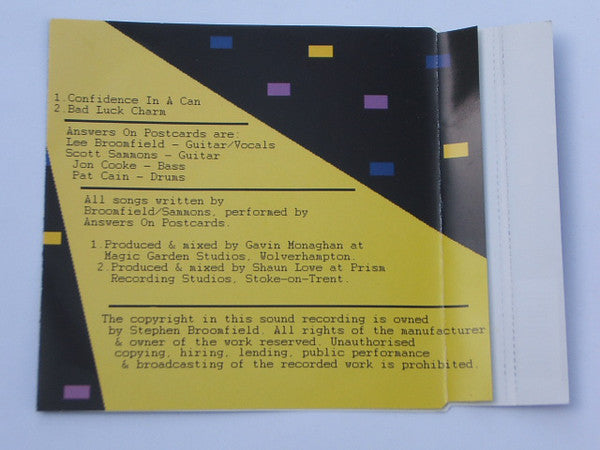 1.Confidence In A Can
2.Bad Luck Charm
Answers On Postcards are:
Lee Broomfield - Guitar/Vocals
Scott Sammons - Guitar
Jon Cooke - Bass
Pat Cain - Drums
All songs written by
Broomfield/Sammons, performed by
Answers On Postcards.
1.Produced & mixed by Gavin Monaghan at
Magic Garden Studios, Wolverhampton.
2.Produced & mixed by Shaun Lowe at Prism
Recording Studios, Stoke-on-Trent.
The copyright in this sound recording is owned
by Stephen Broomfield. All rights of the manufacturer
& owner of the work reserved. Unauthorised
copying, hiring, lending, public performance
& broadcasting of the recorded work is prohibited.